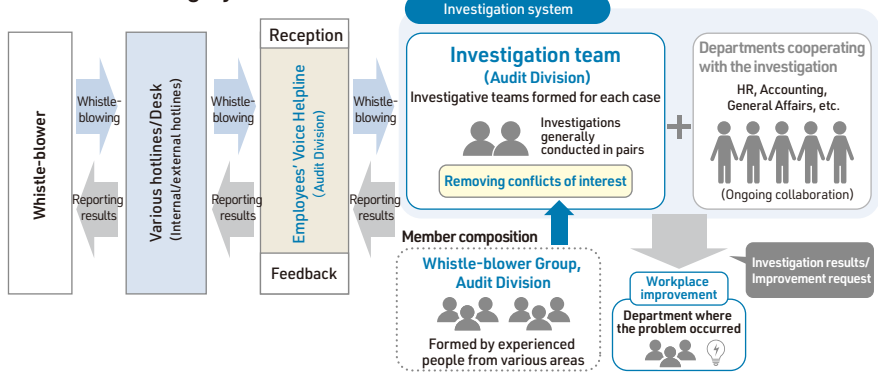 Investigation system
Whistle-blower
Whistle-
blowing
Reporting
results
Various hotlines/Desk
(Internal/external hotlines)
Whistle-
blowing
Reporting
results
Reception
Employees' Voice Helpline
(Audit Division)
Feedback
Whistle-
blowing
Reporting
results
Investigation team
(Audit Division)
Investigative teams formed for each case
Investigations
generally
conducted in pairs
Removing conflicts of interest
Departments cooperating
with the investigation
HR, Accounting,
General Affairs, etc.
(Ongoing collaboration)
Member composition
Whistle-blower Group,
Audit Division
Formed by experienced
people from various areas
Investigation results/
Improvement request
Workplace
improvement
Department where
the problem occurred